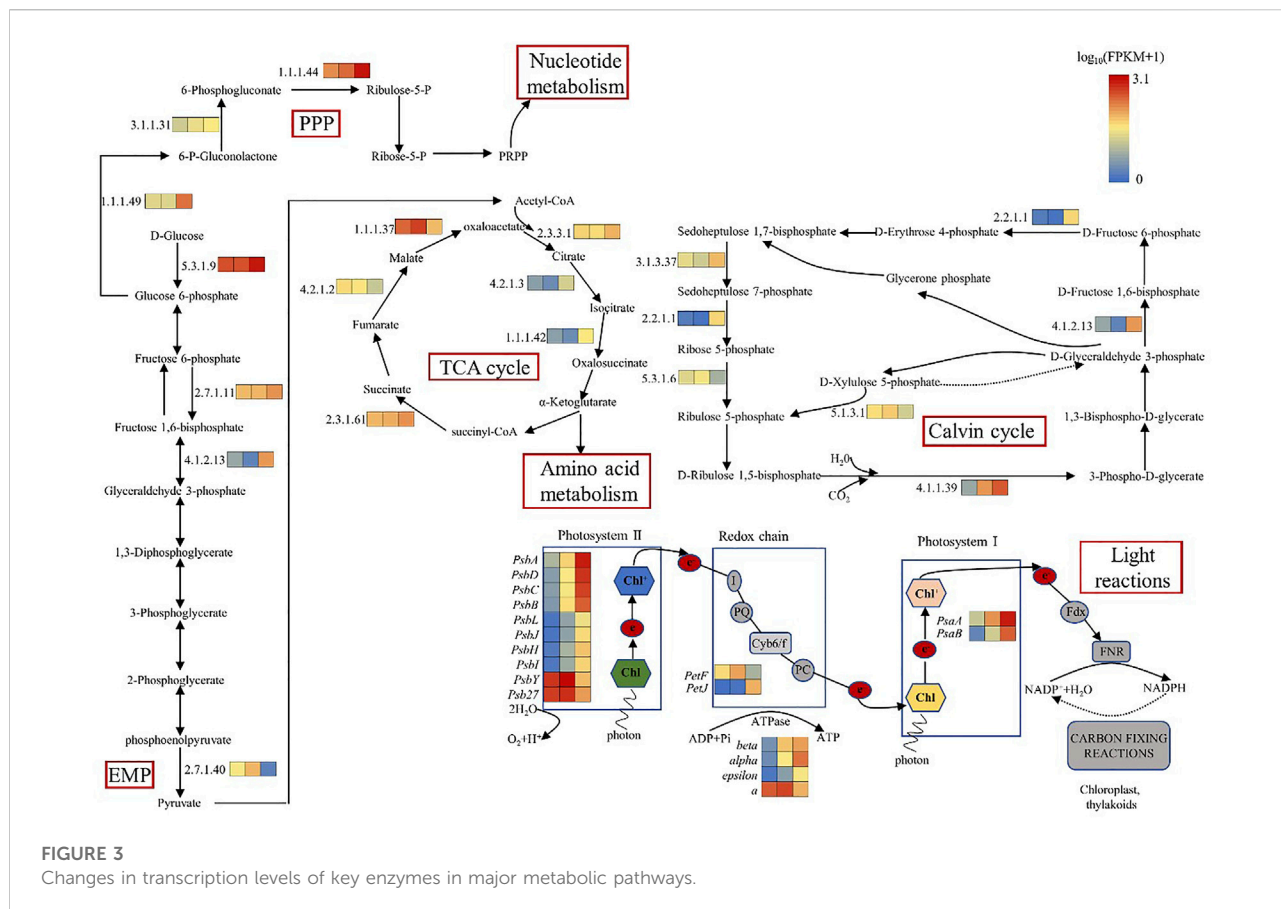 Nucleotide
metabolism
log10(FPKM+1)
3.1
0
1.1.1.44
6-Phosphogluconate
Ribulose-5-P
PPP
3.1.1.31
6-P-Gluconolactone
Ribose-5-P
PRPP
1.1.1.49
D-Glucose
5.3.1.9
Glucose 6-phosphate
Fructose 6-phosphate
2.7.1.11
Fructose 1,6-bisphosphate
4.1.2.13
Glyceraldehyde 3-phosphate
1,3-Diphosphoglycerate
3-Phosphoglycerate
2-Phosphoglycerate
phosphoenolpyruvate
EMP
2.7.1.40
Pyruvate
Acetyl-CoA
1.1.1.37
oxaloacetate
2.3.3.1
Malate
Citrate
4.2.1.2
4.2.1.3
Isocitrate
Fumarate
1.1.1.42
TCA cycle
Oxalosuccinate
Succinate
α-Ketoglutarate
2.3.1.61
succinyl-CoA
Amino acid
metabolism
2.2.1.1
Sedoheptulose 1,7-bisphosphate
D-Erythrose 4-phosphate
D-Fructose 6-phosphate
3.1.3.37
Glycerone phosphate
Sedoheptulose 7-phosphate
D-Fructose 1,6-bisphosphate
2.2.1.1
4.1.2.13
Ribose 5-phosphate
D-Glyceraldehyde 3-phosphate
5.3.1.6
D-Xylulose 5-phosphate
5.1.3.1
Ribulose 5-phosphate
1,3-Bisphospho-D-glycerate
Calvin cycle
H20
D-Ribulose 1,5-bisphosphate
3-Phospho-D-glycerate
CO2
4.1.1.39
Photosystem II
Redox chain
Photosystem I
Light
reactions
PsbA
PsbD
PsbC
PsbB
PsbL
PsbJ
PsbH
PsbI
PsbY
Psb27
Chl+
e
Chl
2H2O
O2+H+
photon
e
I
PQ
Cyb6/f
PC
PetF
PetJ
e
ATPase
ADP+Pi
ATP
beta
alpha
epsilon
a
Chl+
PsaA
PsaB
e
Chl
photon
e
Fdx
FNR
NADP++H2O
NADPH
CARBON FIXING
REACTIONS
Chloroplast,
thylakoids
FIGURE 3
Changes in transcription levels of key enzymes in major metabolic pathways.